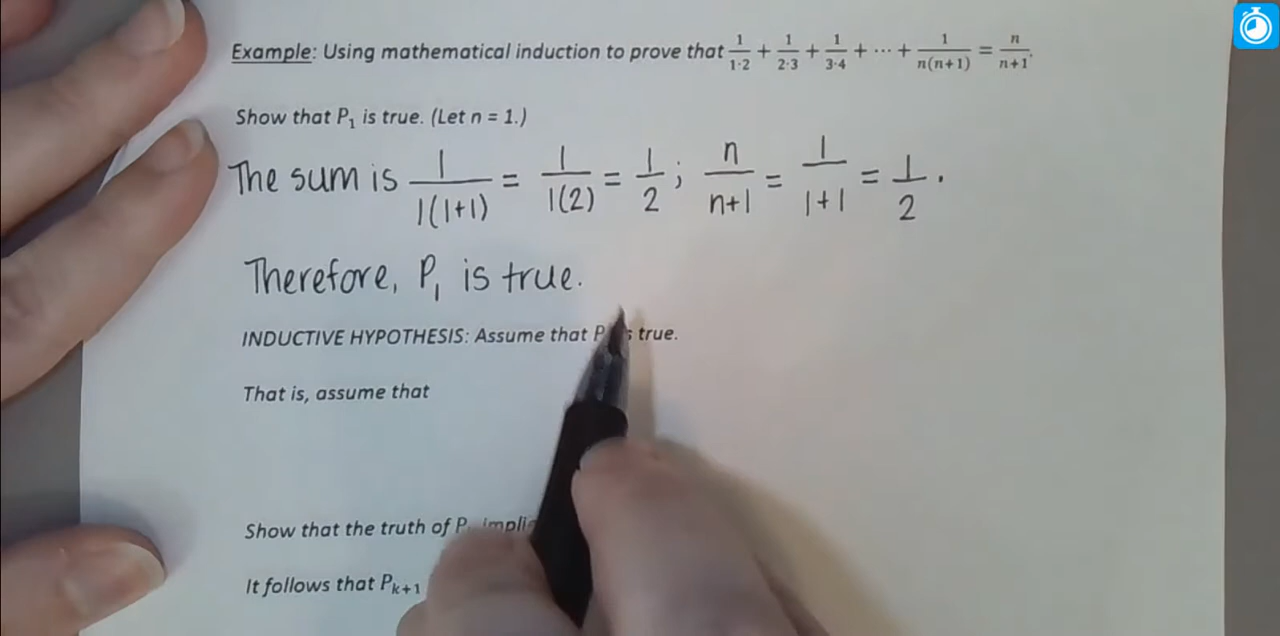 Example: Using mathematical induction to prove that 1/1·2 + 1/2·3 + 1/3·4 + ··· + 1/n(n+1) = n/n+1.
Show that P₁ is true. (Let n = 1.)
The sum is 1/1(1+1) = 1/1(2) = 1/2; n/n+1 = 1/1+1 = 1/2.
Therefore, P₁ is true.
INDUCTIVE HYPOTHESIS: Assume that P true.
That is, assume that
Show that the truth of P
It follows that Pₖ₊₁